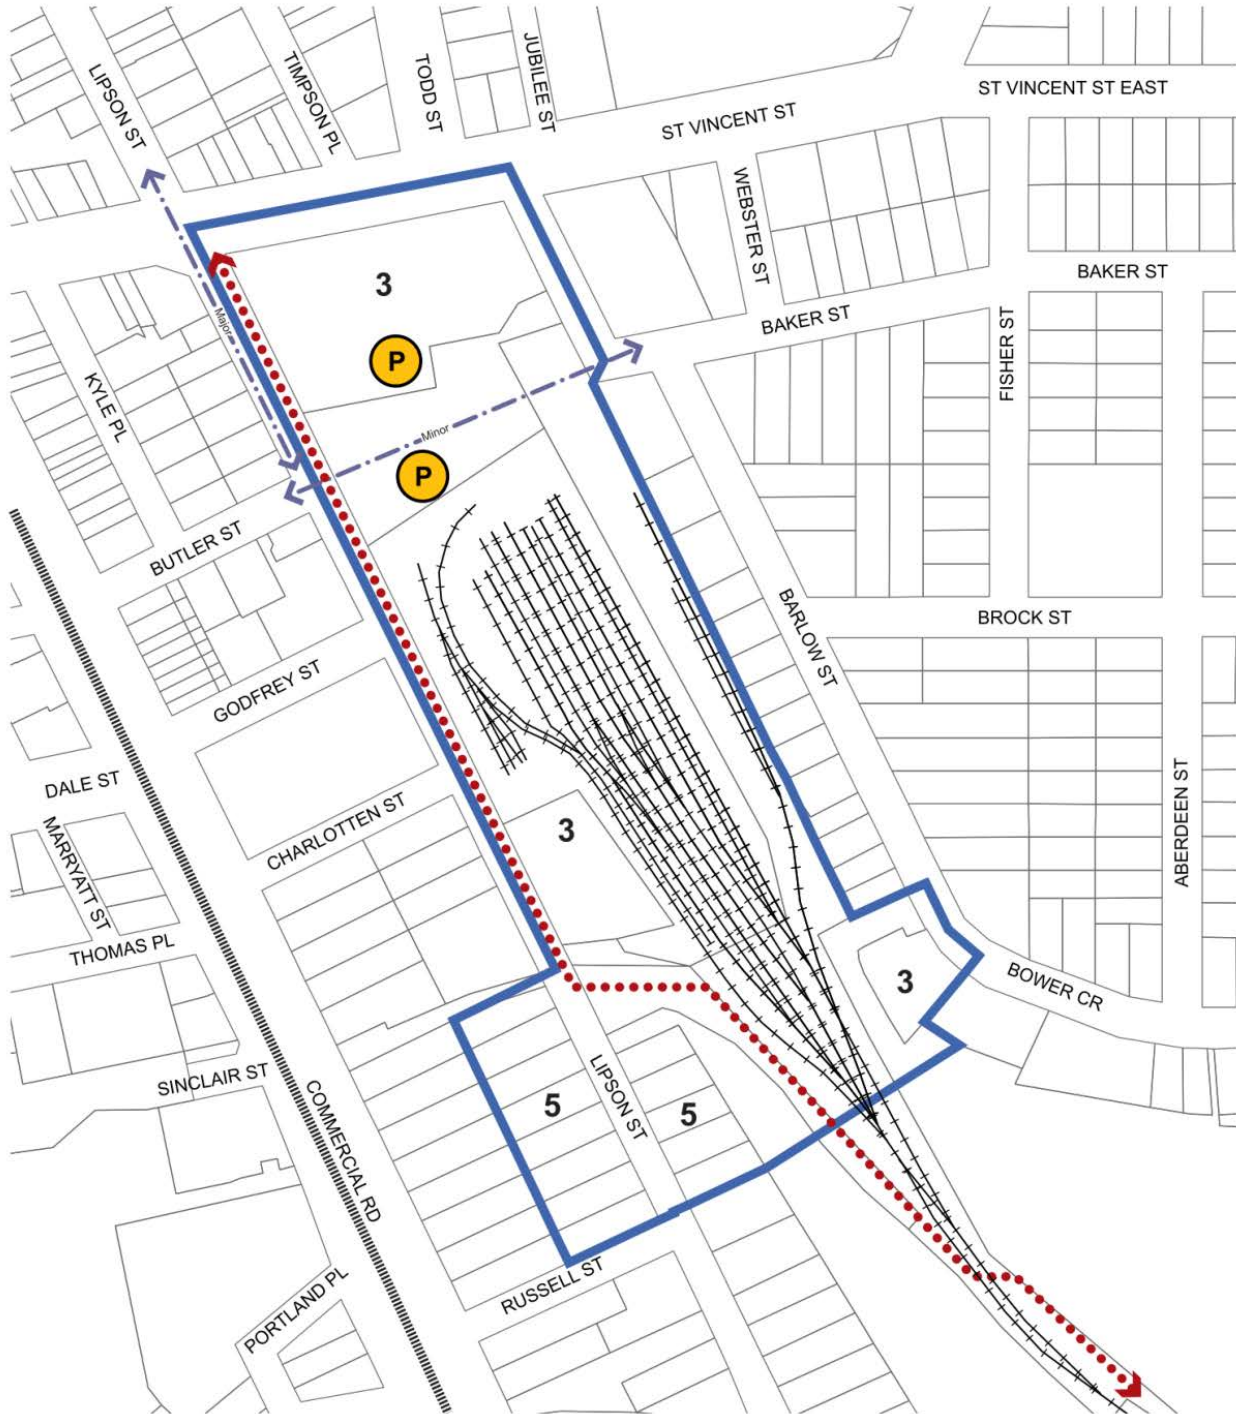 LIPSON ST
TIMPSON PL
TODD ST
JUBILEE ST
ST VINCENT ST
ST VINCENT ST EAST
WEBSTER ST
BAKER ST
BAKER ST
FISHER ST
3
P
Major
Minor
P
KYLE PL
BUTLER ST
GODFREY ST
BARLOW ST
BROCK ST
DALE ST
MARRYATT ST
CHARLOTTEN ST
3
ABERDEEN ST
THOMAS PL
3
BOWER CR
SINCLAIR ST
COMMERCIAL RD
5
LIPSON ST
5
RUSSELL ST
PORTLAND PL